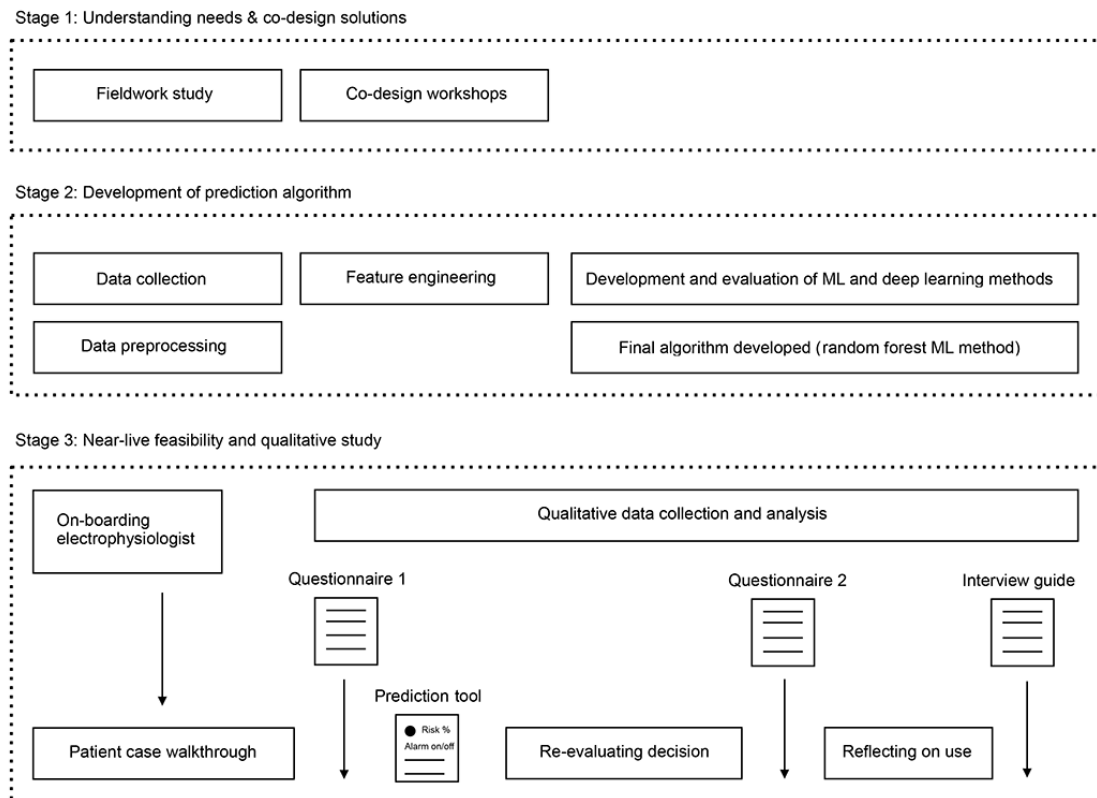 Stage 1: Understanding needs & co-design solutions
Fieldwork study
Co-design workshops
Stage 2: Development of prediction algorithm
Data collection
Feature engineering
Development and evaluation of ML and deep learning methods
Data preprocessing
Final algorithm developed (random forest ML method)
Stage 3: Near-live feasibility and qualitative study
On-boarding
electrophysiologist
Qualitative data collection and analysis
Questionnaire 1
Questionnaire 2
Interview guide
Prediction tool
Risk %
Alarm on/off
Patient case walkthrough
Re-evaluating decision
Reflecting on use